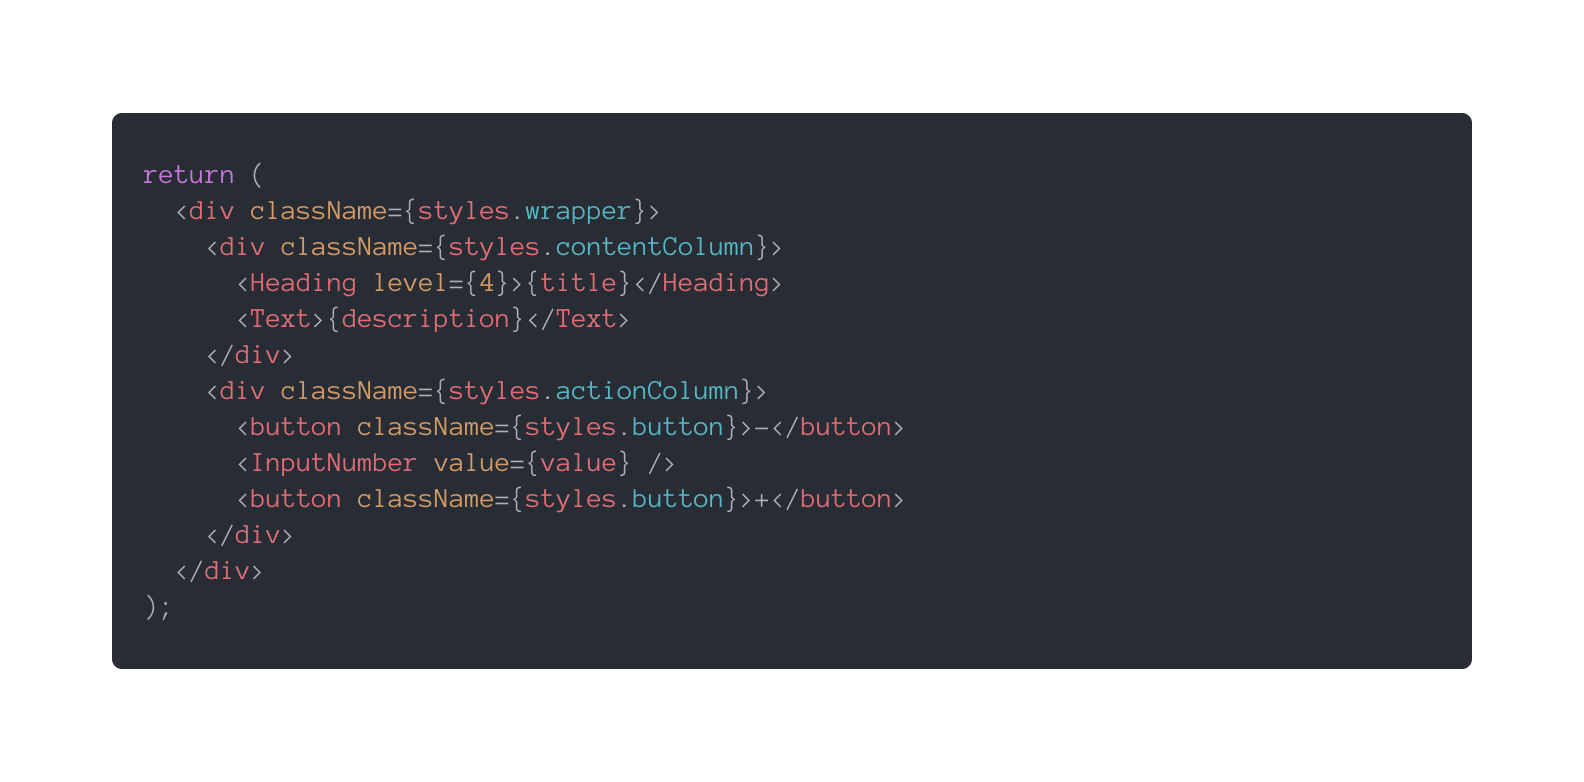 return (
  <div className={styles.wrapper}>
    <div className={styles.contentColumn}>
      <Heading level={4}>{title}</Heading>
      <Text>{description}</Text>
    </div>
    <div className={styles.actionColumn}>
      <button className={styles.button}>-</button>
      <InputNumber value={value} />
      <button className={styles.button}>+</button>
    </div>
  </div>
);